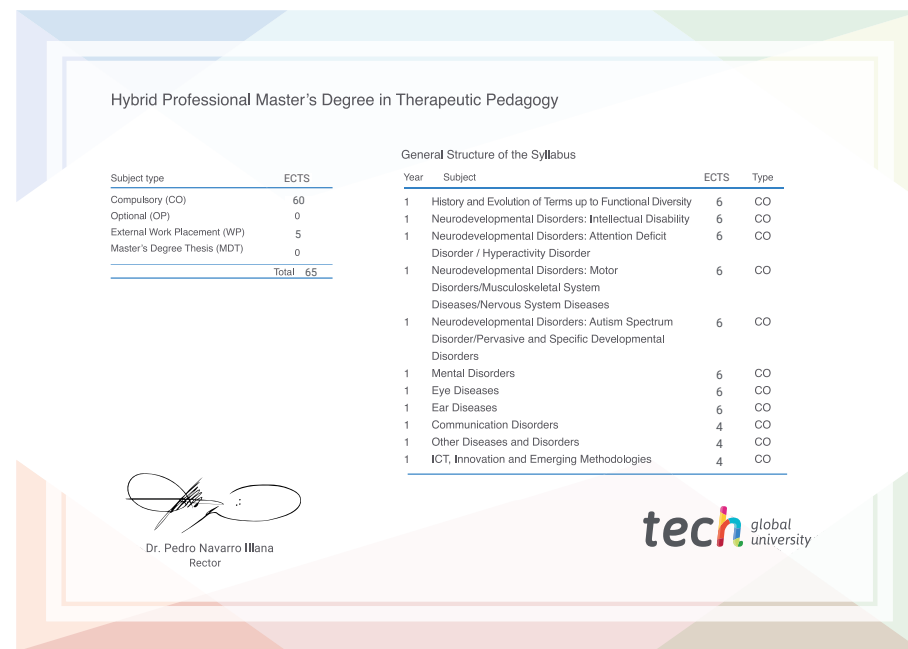 Hybrid Professional Master's Degree in Therapeutic Pedagogy
Subject type ECTS
Compulsory (CO) 60
Optional (OP) 0
External Work Placement (WP) 5
Master's Degree Thesis (MDT) 0
Total 65
General Structure of the Syllabus
Year Subject ECTS Type
1 History and Evolution of Terms up to Functional Diversity 6 CO
1 Neurodevelopmental Disorders: Intellectual Disability 6 CO
1 Neurodevelopmental Disorders: Attention Deficit 6 CO
Disorder / Hyperactivity Disorder
1 Neurodevelopmental Disorders: Motor 6 CO
Disorders/Musculoskeletal System
Diseases/Nervous System Diseases
1 Neurodevelopmental Disorders: Autism Spectrum 6 CO
Disorder/Pervasive and Specific Developmental
Disorders
1 Mental Disorders 6 CO
1 Eye Diseases 6 CO
1 Ear Diseases 6 CO
1 Communication Disorders 4 CO
1 Other Diseases and Disorders 4 CO
1 ICT, Innovation and Emerging Methodologies 4 CO
Dr. Pedro Navarro Illana
Rector
tech global
university